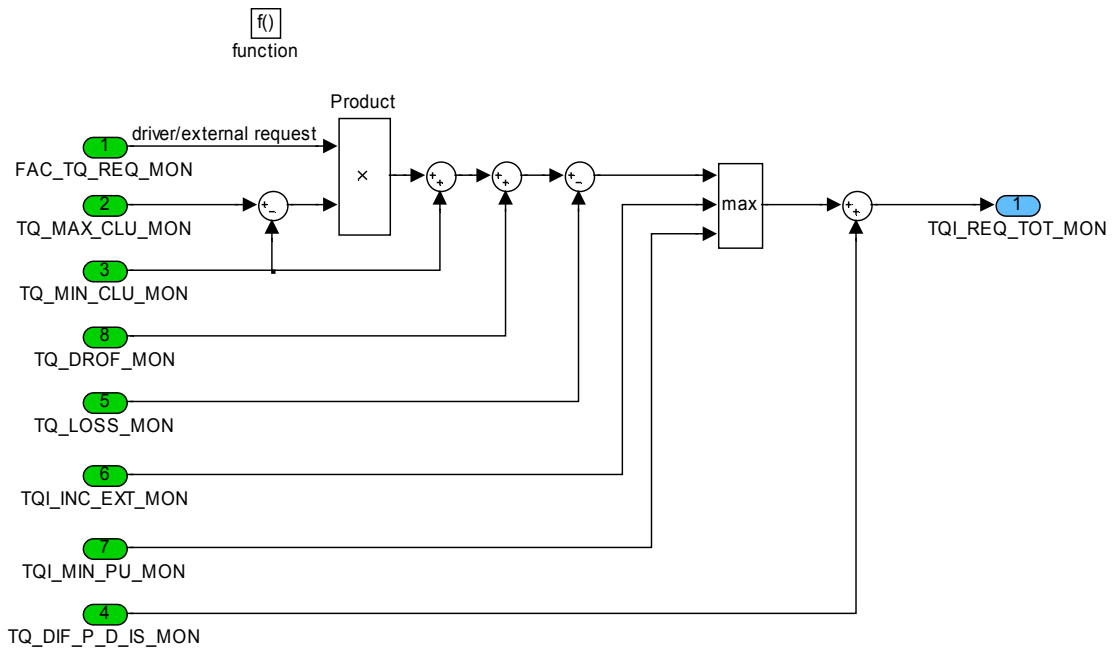 f()
function
Product
driver/external request
1
FAC_TQ_REQ_MON
×
2
TQ_MAX_CLU_MON
+
-
+
+
+
+
+
-
max
+
+
1
TQI_REQ_TOT_MON
3
TQ_MIN_CLU_MON
8
TQ_DROF_MON
5
TQ_LOSS_MON
6
TQI_INC_EXT_MON
7
TQI_MIN_PU_MON
4
TQ_DIF_P_D_IS_MON